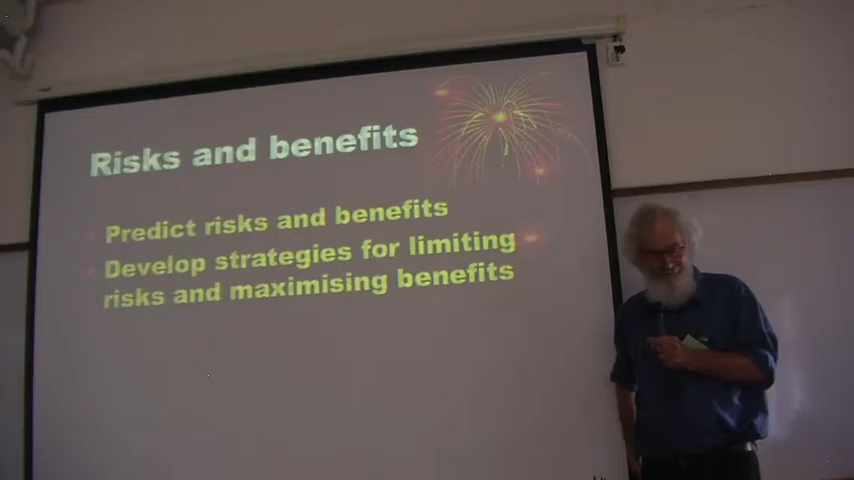 Risks and benefits
Predict risks and benefits
Develop strategies for limiting
risks and maximising benefits